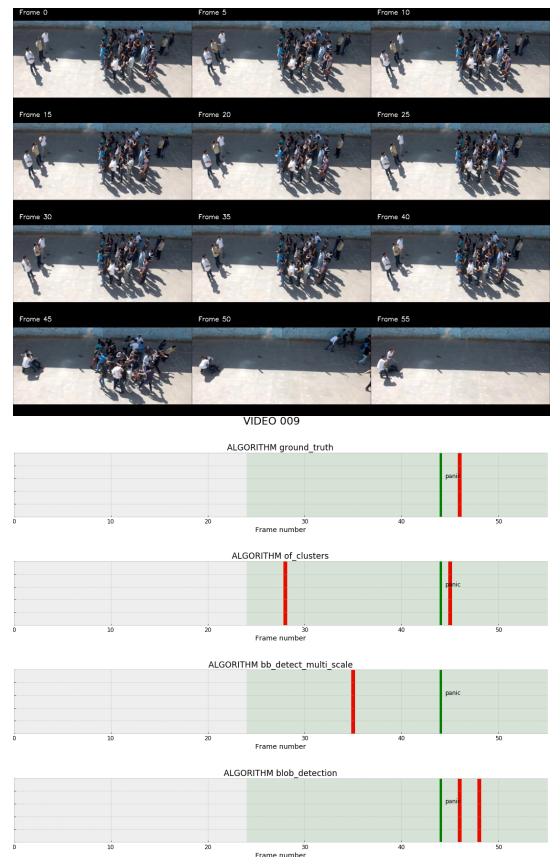 Frame 0 Frame 5 Frame 10
Frame 15 Frame 20 Frame 25
Frame 30 Frame 35 Frame 40
Frame 45 Frame 50 Frame 55
VIDEO 009
ALGORITHM ground_truth
panic
0 10 20 30 40 50
Frame number
ALGORITHM of_clusters
panic
0 10 20 30 40 50
Frame number
ALGORITHM bb_detect_multi_scale
panic
0 10 20 30 40 50
Frame number
ALGORITHM blob_detection
panic
0 10 20 30 40 50
Frame number